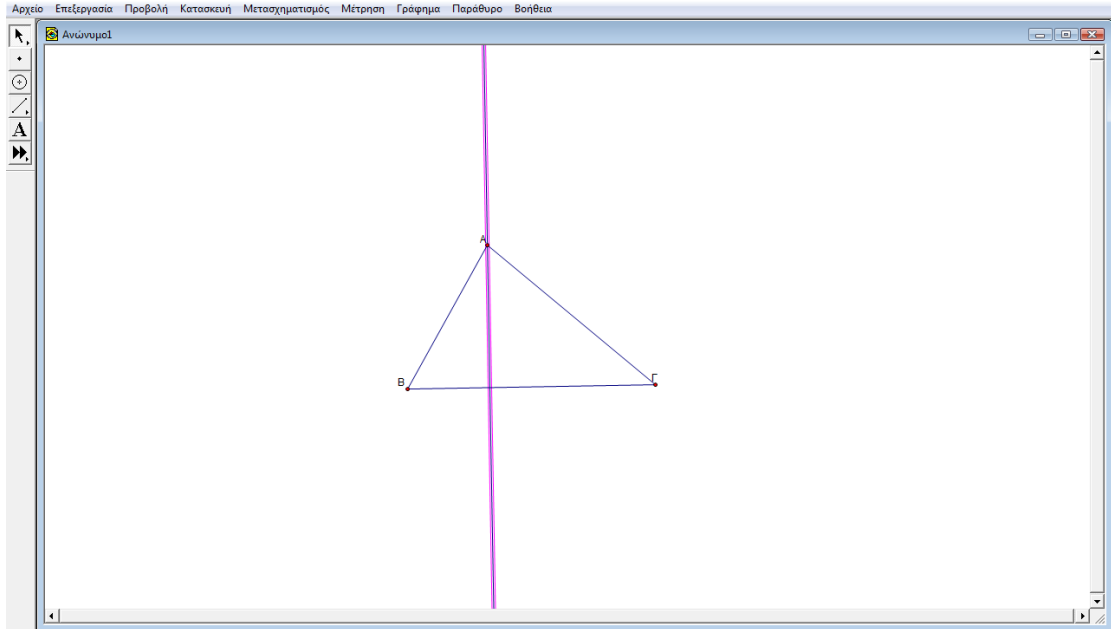 Αρχείο Επεξεργασία Προβολή Κατασκευή Μετασχηματισμός Μέτρηση Γράφημα Παράθυρο Βοήθεια
Ανώνυμο1
A
A
B
Γ